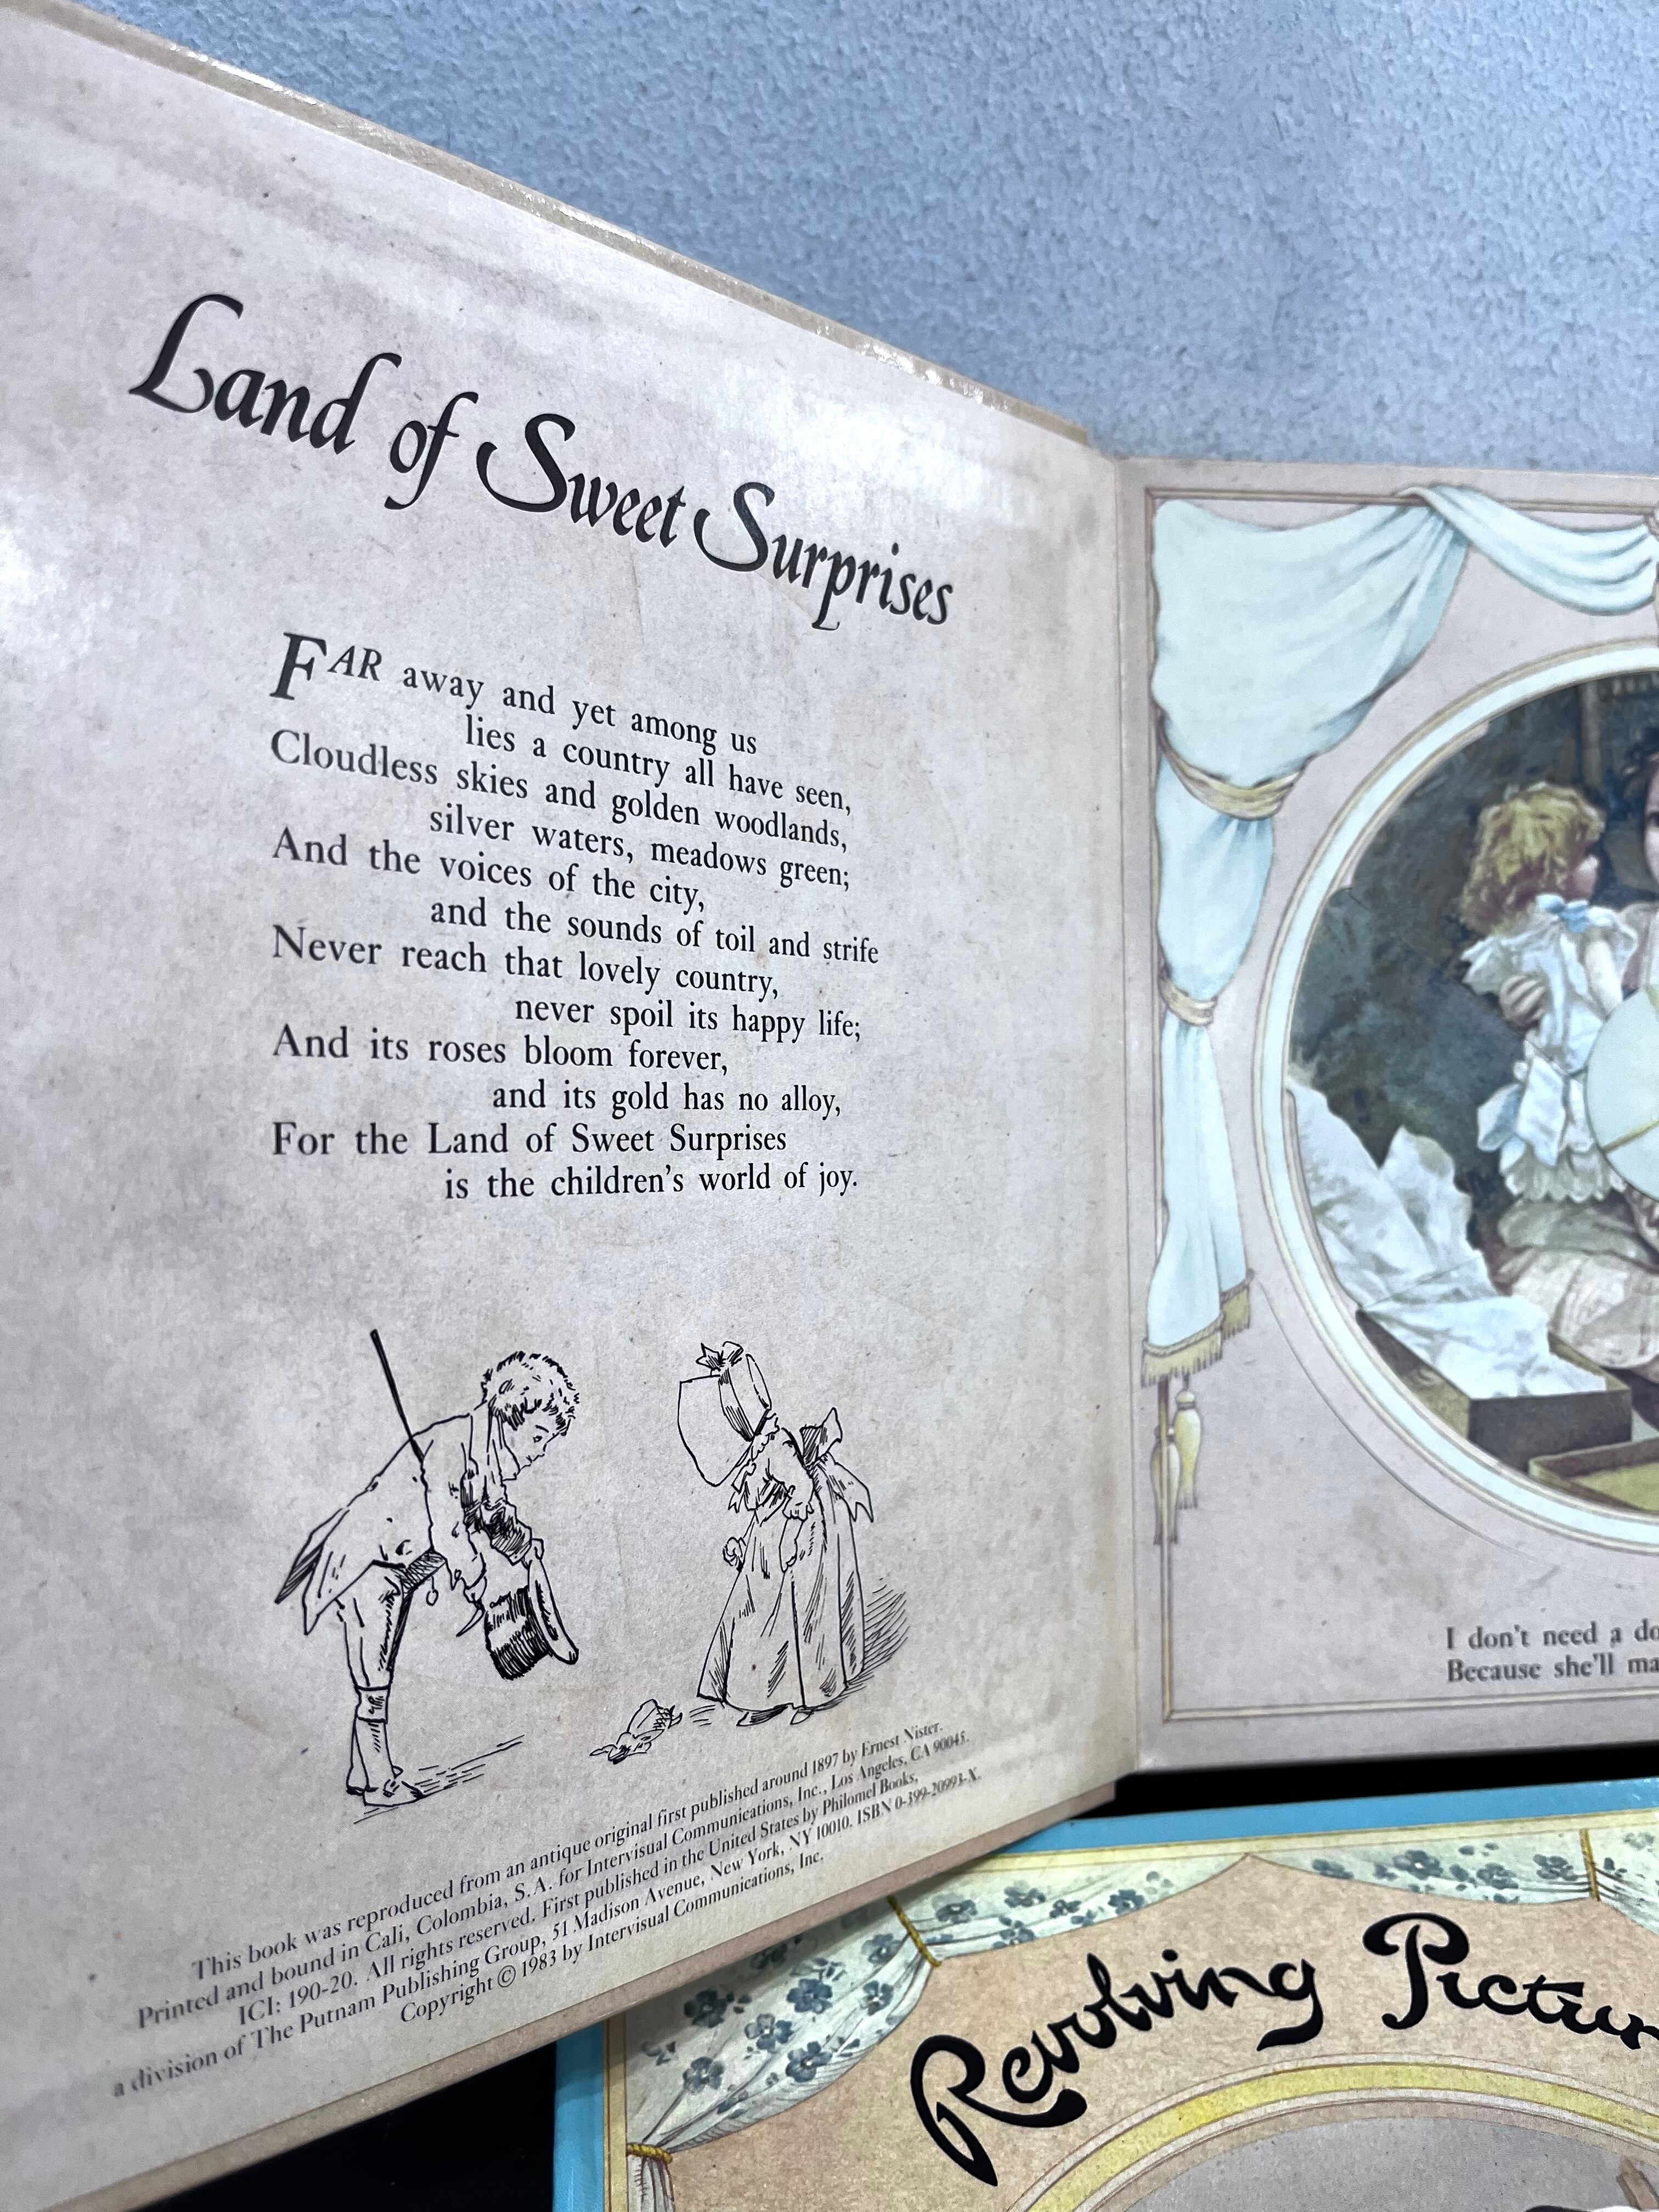 Land of Sweet Surprises
FAR away and yet among us
lies a country all have seen,
Cloudless skies and golden woodlands,
silver waters, meadows green;
And the voices of the city,
and the sounds of toil and strife
Never reach that lovely country,
never spoil its happy life;
And its roses bloom forever,
and its gold has no alloy,
For the Land of Sweet Surprises
is the children's world of joy.
This book was reproduced from an antique original first published around 1897 by Ernest Nister.
Printed and bound in Cali, Colombia, S.A. for Intervisual Communications, Inc., Los Angeles, CA 90045.
ICI: 190-20. All rights reserved. First published in the United States by Philomel Books,
a division of The Putnam Publishing Group, 51 Madison Avenue, New York, NY 10010. ISBN 0-399-20993-X.
Copyright © 1983 by Intervisual Communications, Inc.
I don't need a
Because she'll
Revolving